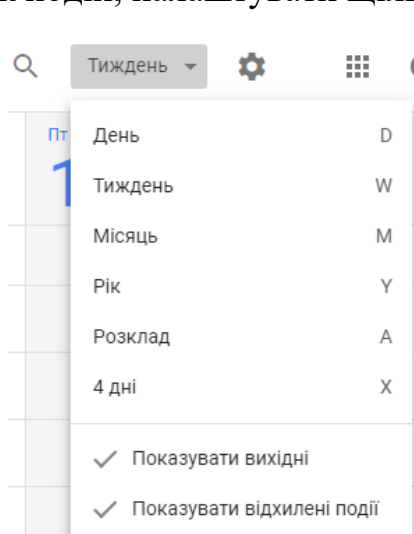 Тиждень
Пт
День D
Тиждень W
Місяць M
Рік Y
Розклад A
4 дні X
Показувати вихідні
Показувати відхилені події